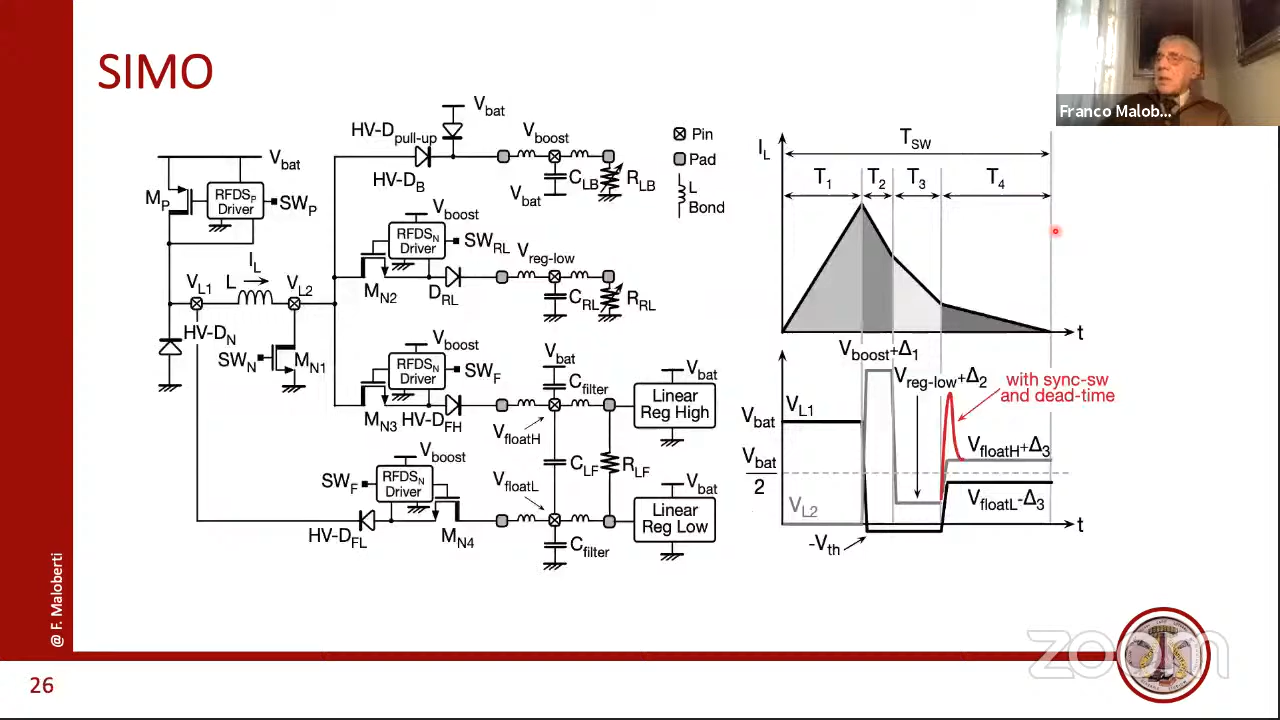 SIMO
Franco Malob...
@ F. Maloberti
26
zoom
Vbat
HV-Dpull-up
Vboost
HV-DB
CLB
RLB
Vbat
Pin
Pad
L
Bond
Vbat
MP
RFDSP
Driver
SWP
Vboost
RFDSN
Driver
SWRL
Vreg-low
MN2
DRL
CRL
RRL
VL1
L
IL
VL2
HV-DN
SWN
MN1
Vboost
RFDSN
Driver
SWF
Vbat
Cfilter
MN3
HV-DFH
VfloatH
Vbat
Linear
Reg High
CLF
RLF
Vboost
SWF
RFDSN
Driver
VfloatL
Vbat
Linear
Reg Low
HV-DFL
MN4
Cfilter
IL
TSW
T1
T2
T3
T4
t
Vboost+Δ1
Vreg-low+Δ2
with sync-sw
and dead-time
Vbat
VL1
Vbat
2
VfloatH+Δ3
VfloatL-Δ3
VL2
t
-Vth